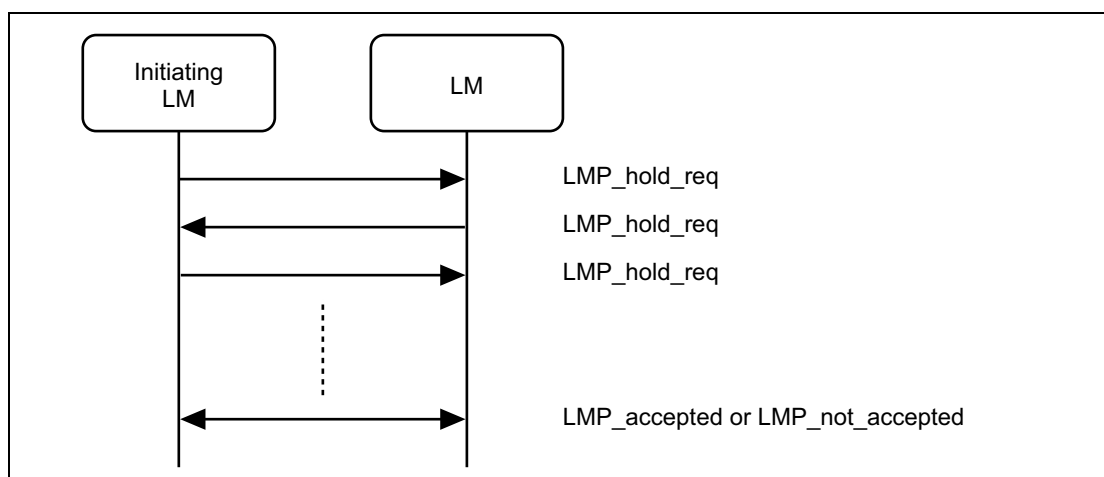 Initiating
LM
LM
LMP_hold_req
LMP_hold_req
LMP_hold_req
LMP_accepted or LMP_not_accepted